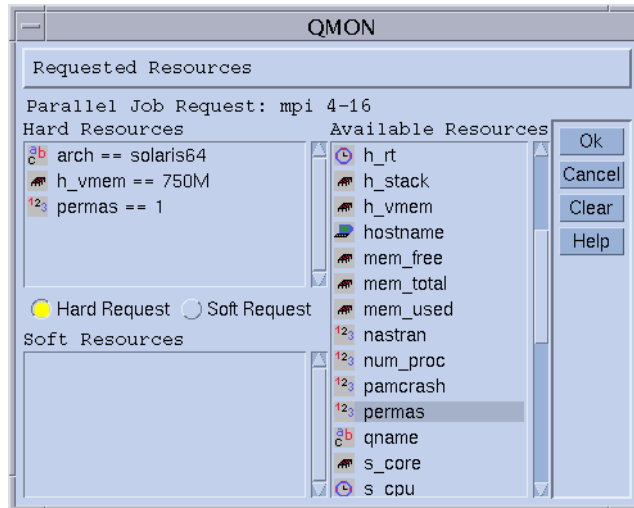 QMON
Requested Resources
Parallel Job Request: mpi 4-16
Hard Resources
arch == solaris64
h_vmem == 750M
permas == 1
Hard Request Soft Request
Soft Resources
Available Resources
h_rt
h_stack
h_vmem
hostname
mem_free
mem_total
mem_used
nastran
num_proc
pamcrash
permas
qname
s_core
s_cpu
Ok
Cancel
Clear
Help